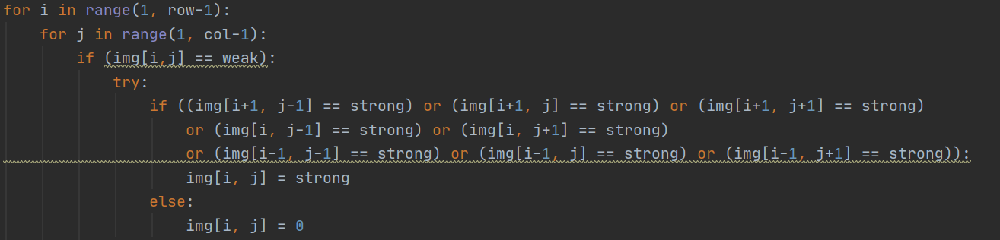 for i in range(1, row-1):
    for j in range(1, col-1):
        if (img[i,j] == weak):
            try:
                if ((img[i+1, j-1] == strong) or (img[i+1, j] == strong) or (img[i+1, j+1] == strong)
                    or (img[i, j-1] == strong) or (img[i, j+1] == strong)
                    or (img[i-1, j-1] == strong) or (img[i-1, j] == strong) or (img[i-1, j+1] == strong)):
                    img[i, j] = strong
                else:
                    img[i, j] = 0